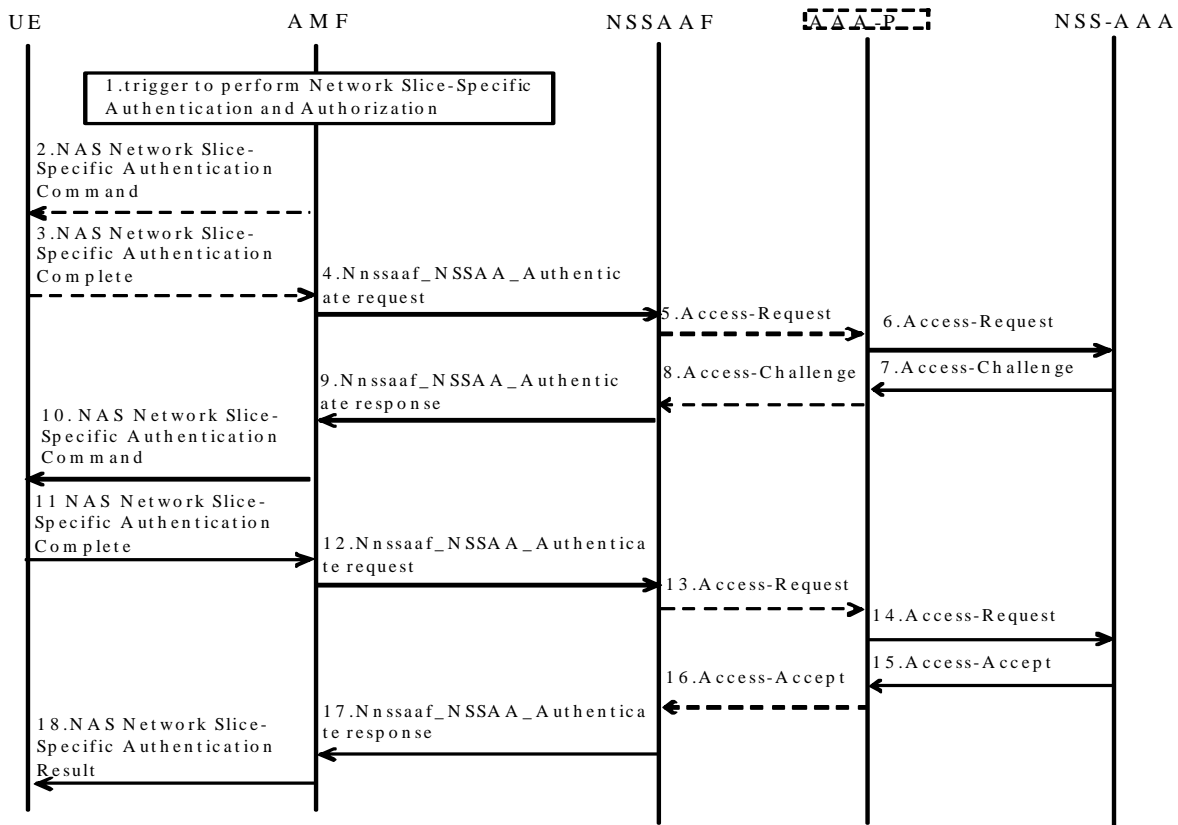 UE
AMF
NSSAAF
AAA-P
NSS-AAA
1.trigger to perform Network Slice-Specific
Authentication and Authorization
2.NAS Network Slice-
Specific Authentication
Command
3.NAS Network Slice-
Specific Authentication
Complete
4.Nnssaaf_NSSAA_Authentic
ate request
5.Access-Request
6.Access-Request
7.Access-Challenge
8.Access-Challenge
9.Nnssaaf_NSSAA_Authentic
ate response
10. NAS Network Slice-
Specific Authentication
Command
11 NAS Network Slice-
Specific Authentication
Complete
12.Nnssaaf_NSSAA_Authentica
te request
13.Access-Request
14.Access-Request
15.Access-Accept
16.Access-Accept
17.Nnssaaf_NSSAA_Authentica
te response
18.NAS Network Slice-
Specific Authentication
Result